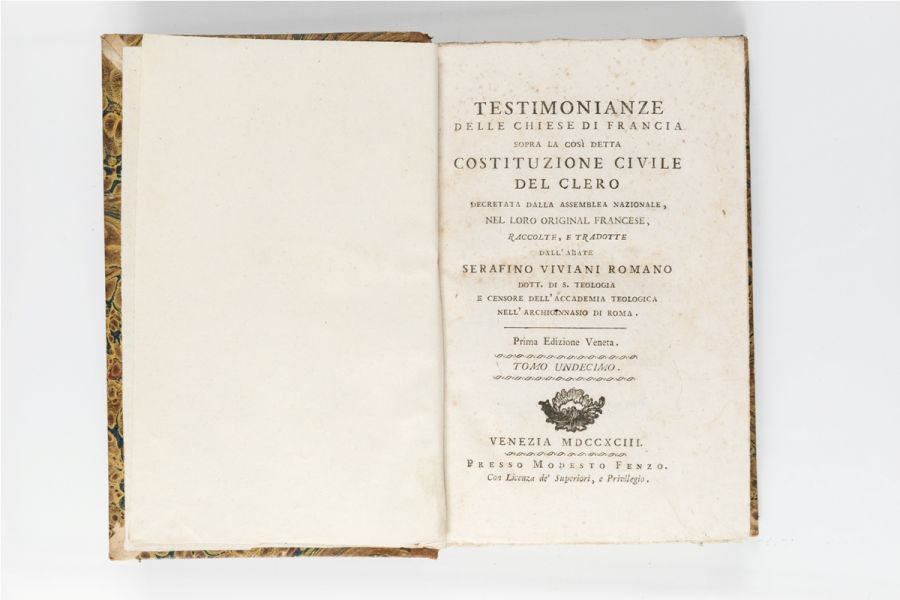 TESTIMONIANZE
DELLE CHIESE DI FRANCIA
SOPRA LA COSÌ DETTA
COSTITUZIONE CIVILE
DEL CLERO
DECRETATA DALLA ASSEMBLEA NAZIONALE,
NEL LORO ORIGINAL FRANCESE,
RACCOLTE, E TRADOTTE
DALL'ABATE
SERAFINO VIVIANI ROMANO
DOTT. DI S. TEOLOGIA
E CENSORE DELL'ACCADEMIA TEOLOGICA
NELL'ARCHIGINNASIO DI ROMA.
Prima Edizione Veneta.
TOMO UNDECIMO.
VENEZIA MDCCXCIII.
PRESSO MODESTO FENZO.
Con Licenza de' Superiori, e Privilegio.